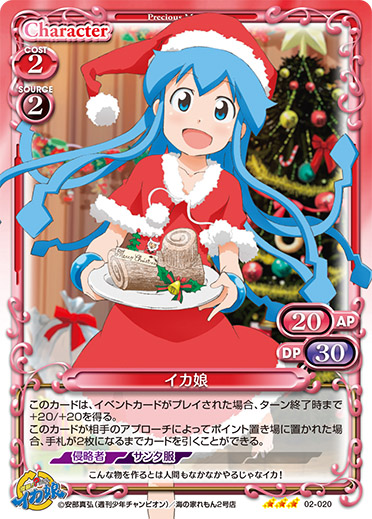 Precious M
Character
COST
2
SOURCE
2
Merry Christmas
20 AP
DP 30
イカ娘
このカードは、イベントカードがプレイされた場合、ターン終了時まで
+20/+20を得る。
このカードが相手のアプローチによってポイント置き場に置かれた場
合、手札が2枚になるまでカードを引くことができる。
侵略者 サンタ服
こんな物を作るとは人間もなかなかやるじゃなイカ!
©安部真弘(週刊少年チャンピオン)/海の家れもん2号店
02-020